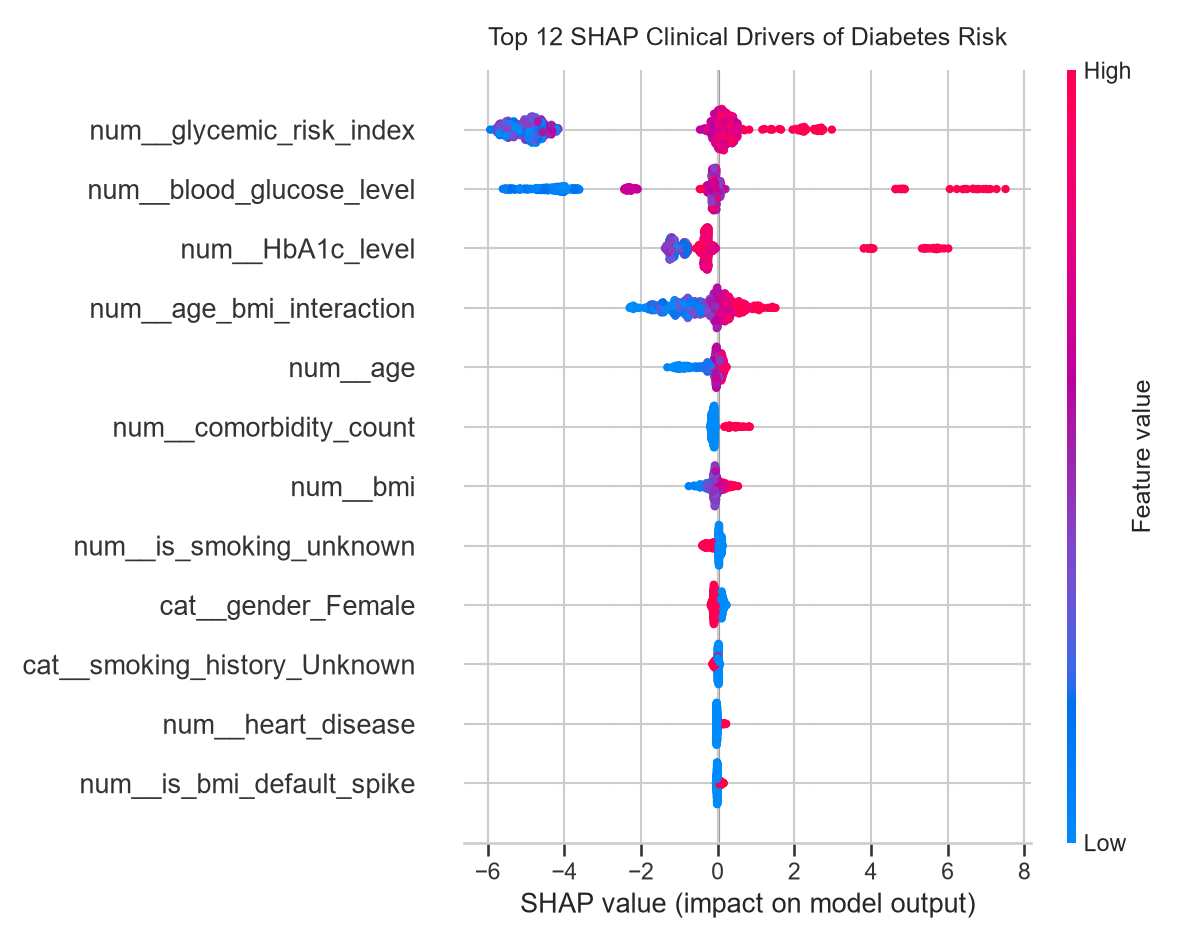 Top 12 SHAP Clinical Drivers of Diabetes Risk
High
num__glycemic_risk_index
num__blood_glucose_level
num__HbA1c_level
num__age_bmi_interaction
num__age
num__comorbidity_count
num__bmi
num__is_smoking_unknown
cat__gender_Female
cat__smoking_history_Unknown
num__heart_disease
num__is_bmi_default_spike
Feature value
Low
−6 −4 −2 0 2 4 6 8
SHAP value (impact on model output)